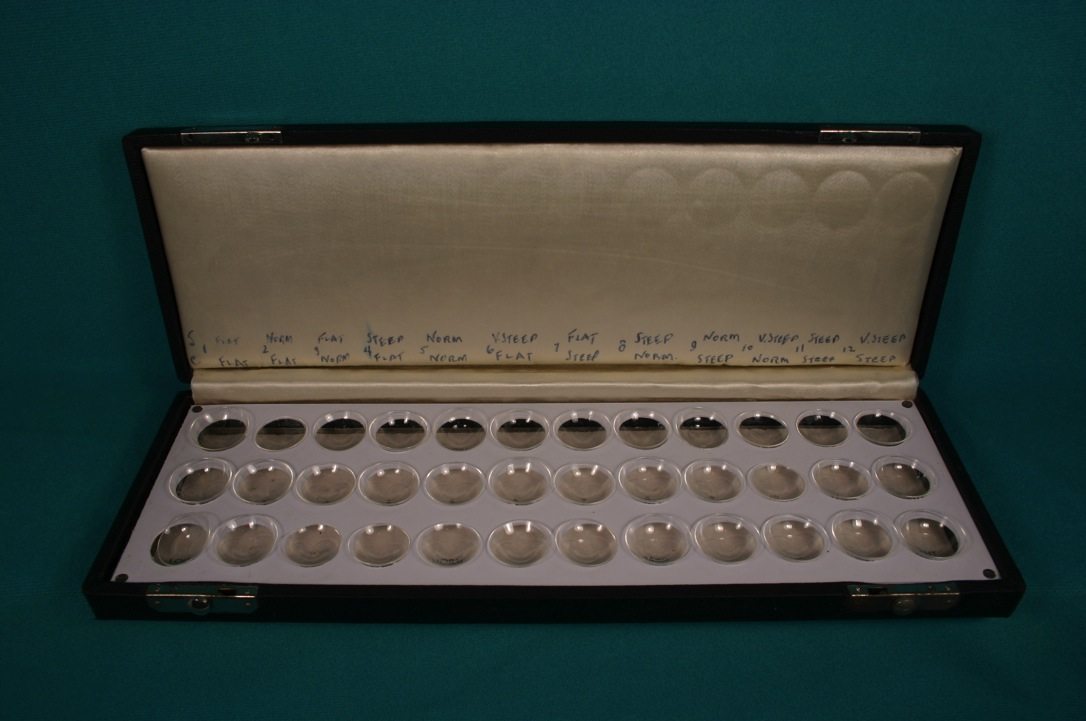 S FLAT NORM FLAT STEEP NORM V.STEEP FLAT STEEP NORM V.STEEP STEEP V.STEEP
1 2 3 4 5 6 7 8 9 10 11 12
C FLAT FLAT NORM FLAT NORM FLAT STEEP NORM. STEEP NORM STEEP STEEP